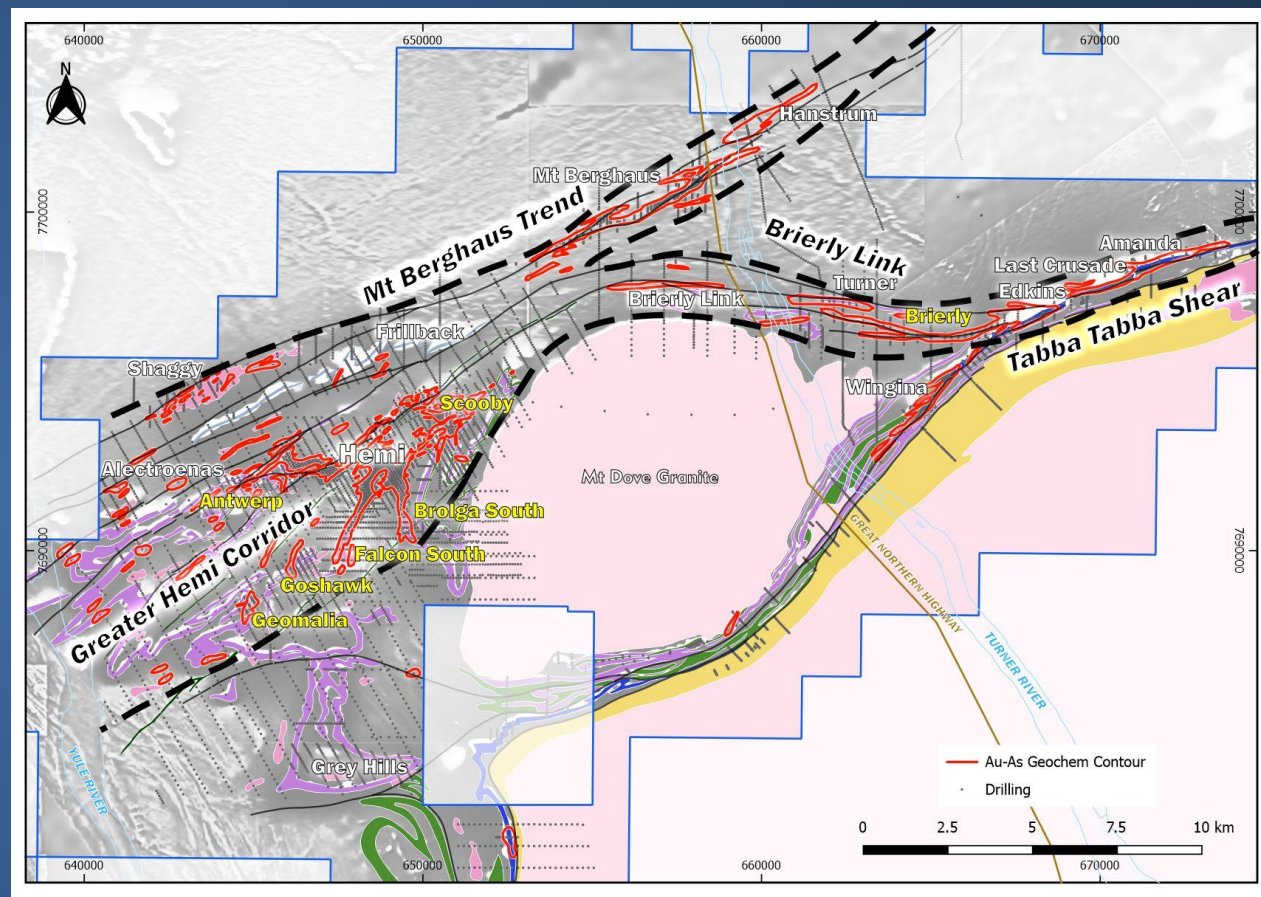 640000
650000
660000
670000
N
Hanstrum
Mt Berghaus
7700000
7700000
Mt Berghaus Trend
Brierly Link
Amanda
Last Crusade
Turner
Edkins
Brierly Link
Brierly
Tabba Tabba Shear
Frillback
Shaggy
Wingina
Scooby
Hemi
Alectroenas
Mt Dove Granite
Antwerp
Brolga South
Greater Hemi Corridor
Falcon South
GREAT NORTHERN HIGHWAY
7690000
7690000
Goshawk
Geomalia
TURNER RIVER
YULE RIVER
Grey Hills
Au-As Geochem Contour
Drilling
0 2.5 5 7.5 10 km
640000
650000
660000
670000